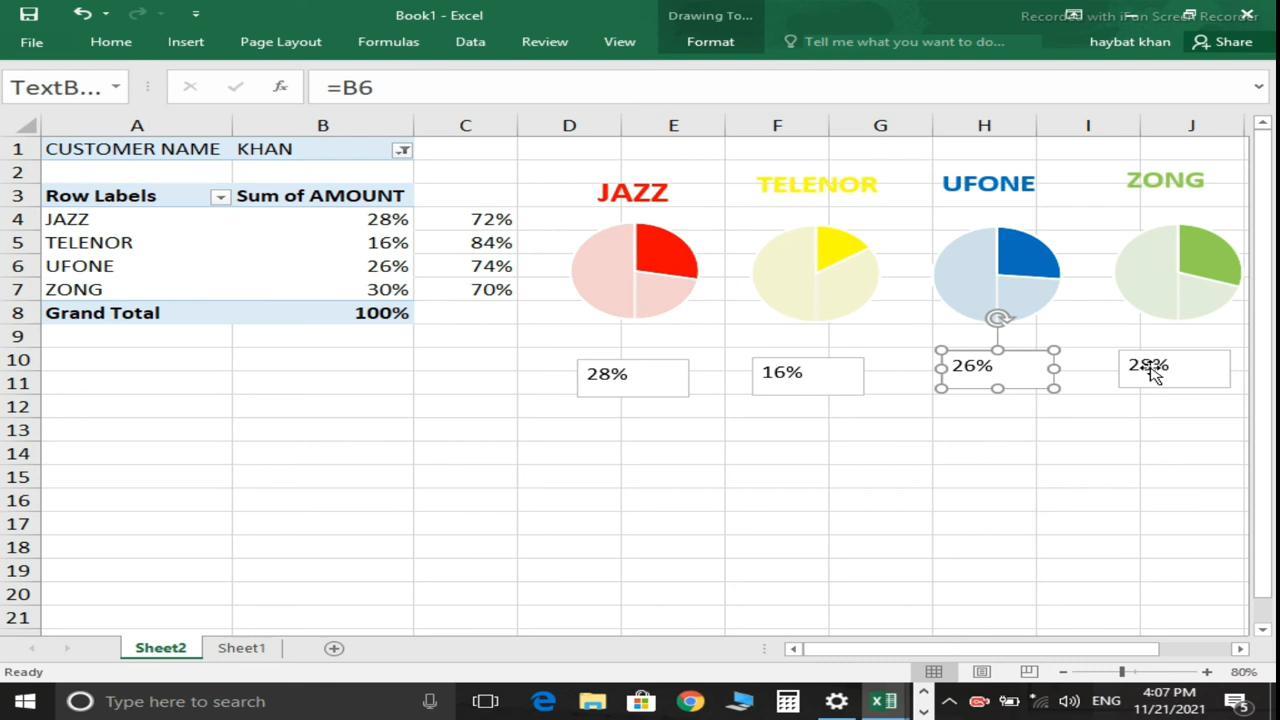 Book1 - Excel
Drawing To...
Recorded with iFun Screen Recorder
File
Home
Insert
Page Layout
Formulas
Data
Review
View
Format
Tell me what you want to do...
haybat khan
Share
TextB...
fx
=B6
A B C D E F G H I J
1 CUSTOMER NAME KHAN
2
3 Row Labels Sum of AMOUNT
4 JAZZ 28% 72%
5 TELENOR 16% 84%
6 UFONE 26% 74%
7 ZONG 30% 70%
8 Grand Total 100%
9
10
11
12
13
14
15
16
17
18
19
20
21
JAZZ
TELENOR
UFONE
ZONG
28%
16%
26%
28%
Sheet2
Sheet1
Ready
80%
Type here to search
ENG
4:07 PM
11/21/2021
5